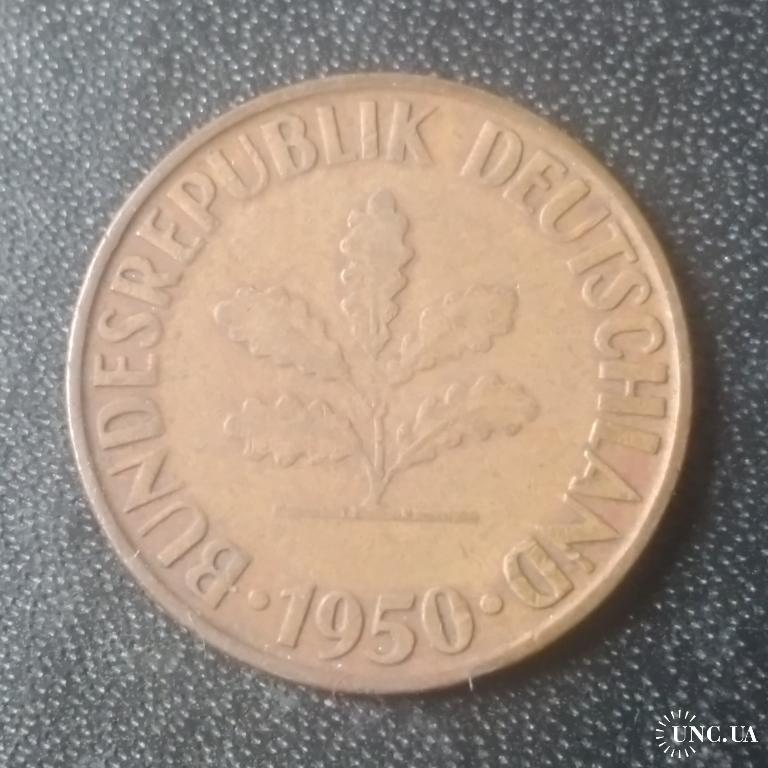 BUNDESREPUBLIK DEUTSCHLAND
· 1950 ·
UNC.UA